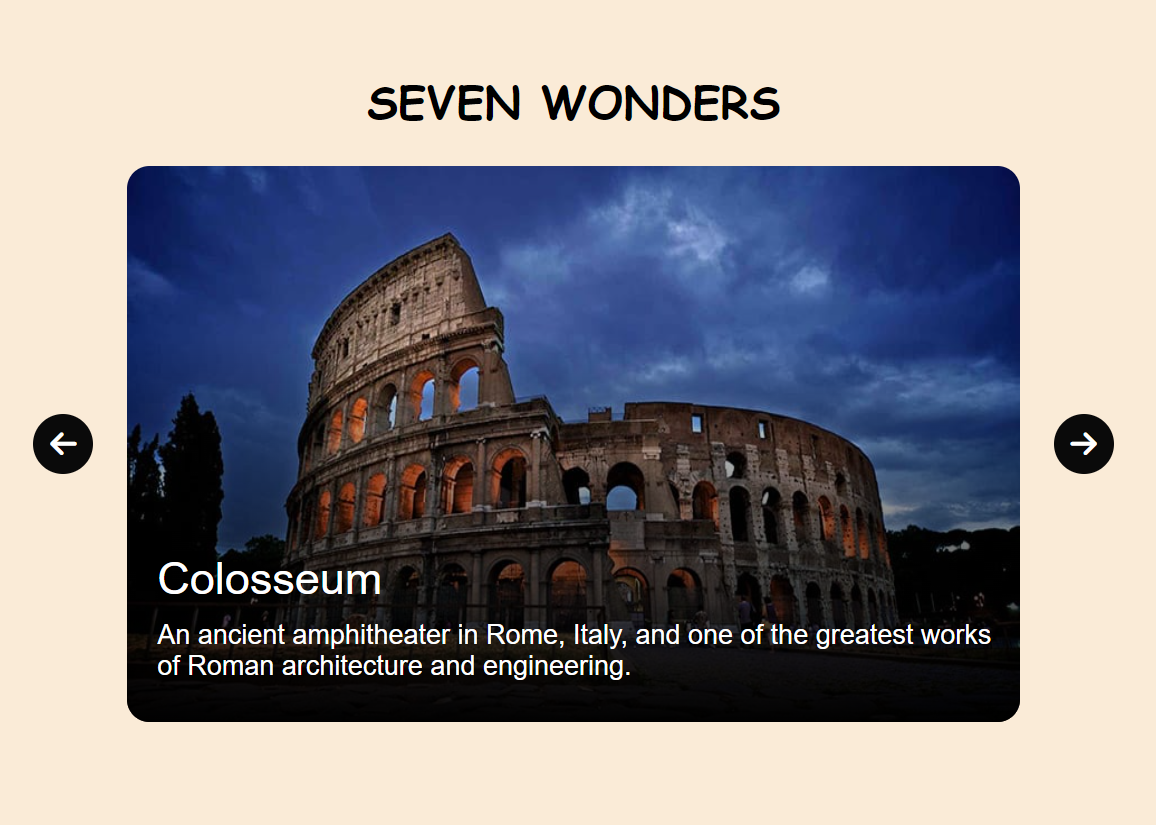 SEVEN WONDERS
Colosseum
An ancient amphitheater in Rome, Italy, and one of the greatest works
of Roman architecture and engineering.